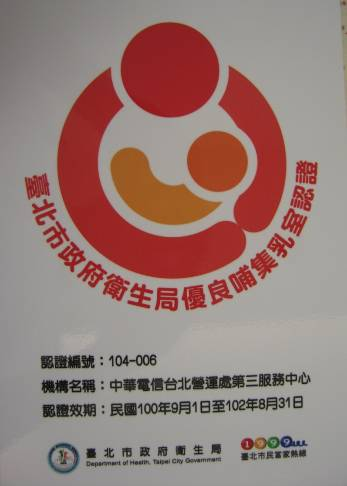 臺北市政府衛生局優良哺集乳室認證
認證編號：104-006
機構名稱：中華電信台北營運處第三服務中心
認證效期：民國100年9月1日至102年8月31日
臺北市政府衛生局
Department of Health, Taipei City Government
1999
臺北市民當家熱線